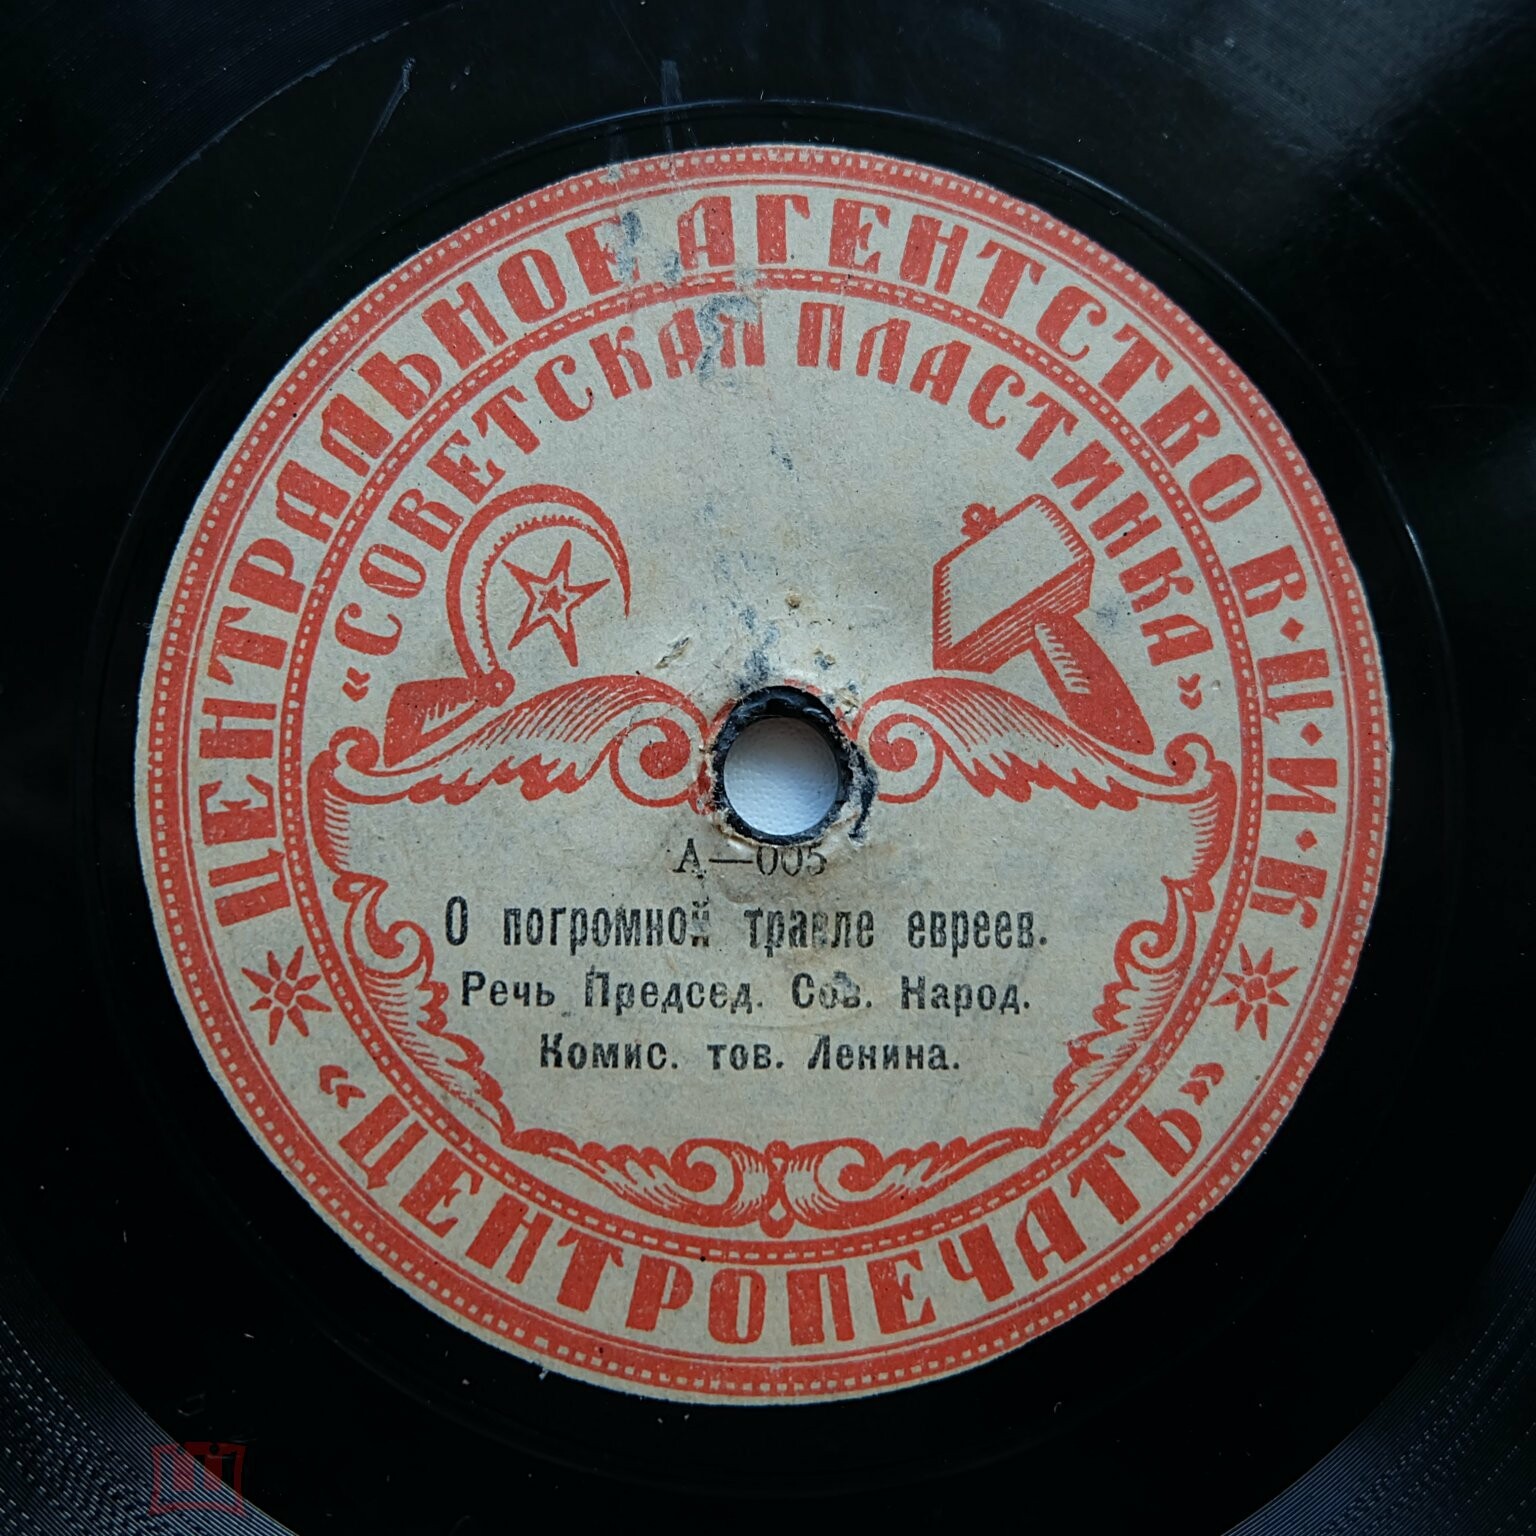 ЦЕНТРАЛЬНОЕ АГЕНТСТВО В·Ц·И·К
«СОВЕТСКАЯ ПЛАСТИНКА»
А—005
О погромной травле евреев.
Речь Председ. Сов. Народ.
Комис. тов. Ленина.
«ЦЕНТРОПЕЧАТЬ»